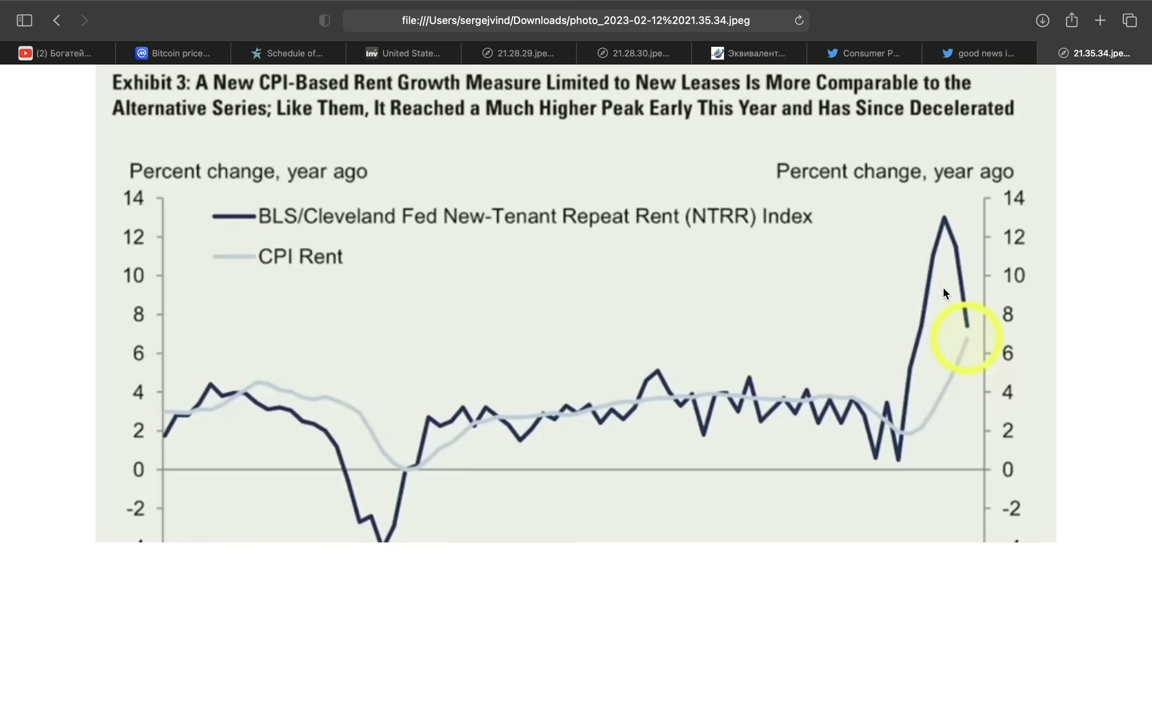 file:///Users/sergejvind/Downloads/photo_2023-02-12%2021.35.34.jpeg
(2) Богатей...
Bitcoin price...
Schedule of...
Inv United State...
21.28.29.jpe...
21.28.30.jpe...
Эквивалент...
Consumer P...
good news i...
21.35.34.jpe...
Exhibit 3: A New CPI-Based Rent Growth Measure Limited to New Leases Is More Comparable to the
Alternative Series; Like Them, It Reached a Much Higher Peak Early This Year and Has Since Decelerated
Percent change, year ago
Percent change, year ago
14
12
10
8
6
4
2
0
-2
BLS/Cleveland Fed New-Tenant Repeat Rent (NTRR) Index
CPI Rent
14
12
10
8
6
4
2
0
-2